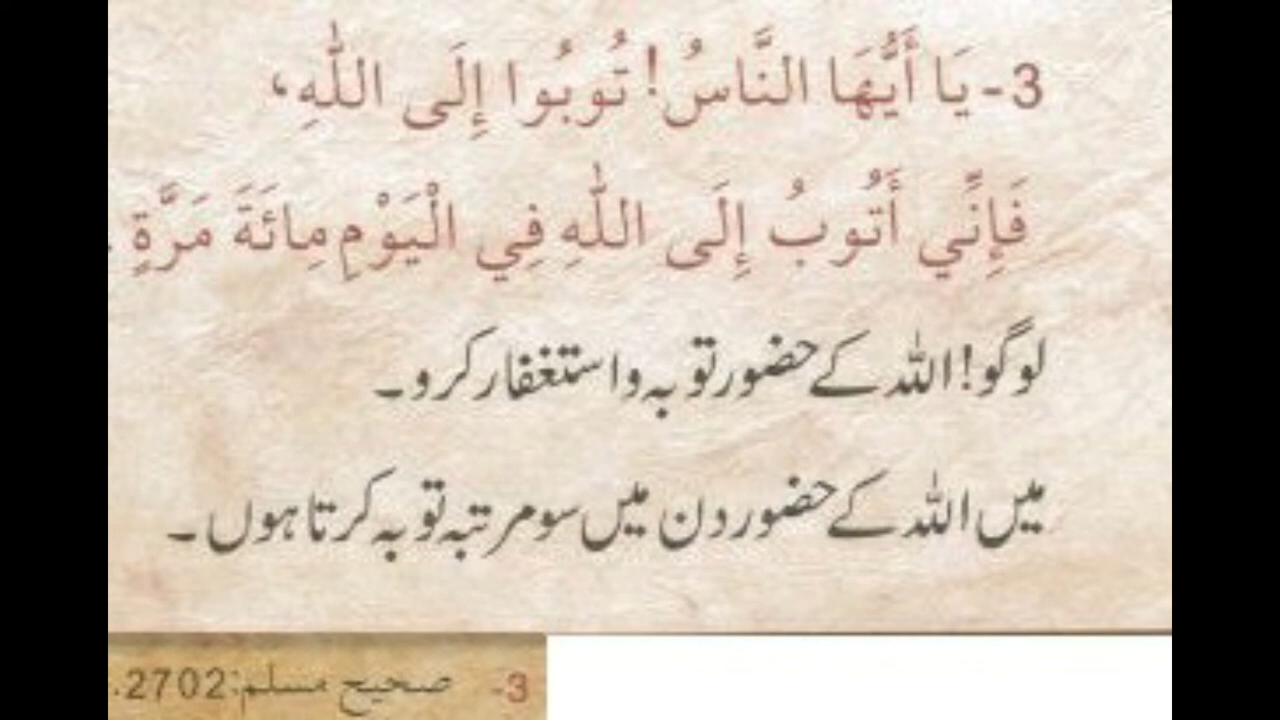 3- يَا أَيُّهَا النَّاسُ! تُوبُوا إِلَى اللّٰهِ،
فَإِنِّي أَتُوبُ إِلَى اللّٰهِ فِي الْيَوْمِ مِائَةَ مَرَّةٍ .
لوگو! اللہ کے حضور توبہ و استغفار کرو۔
میں اللہ کے حضور دن میں سو مرتبہ توبہ کرتا ہوں۔
3- صحیح مسلم:2702.